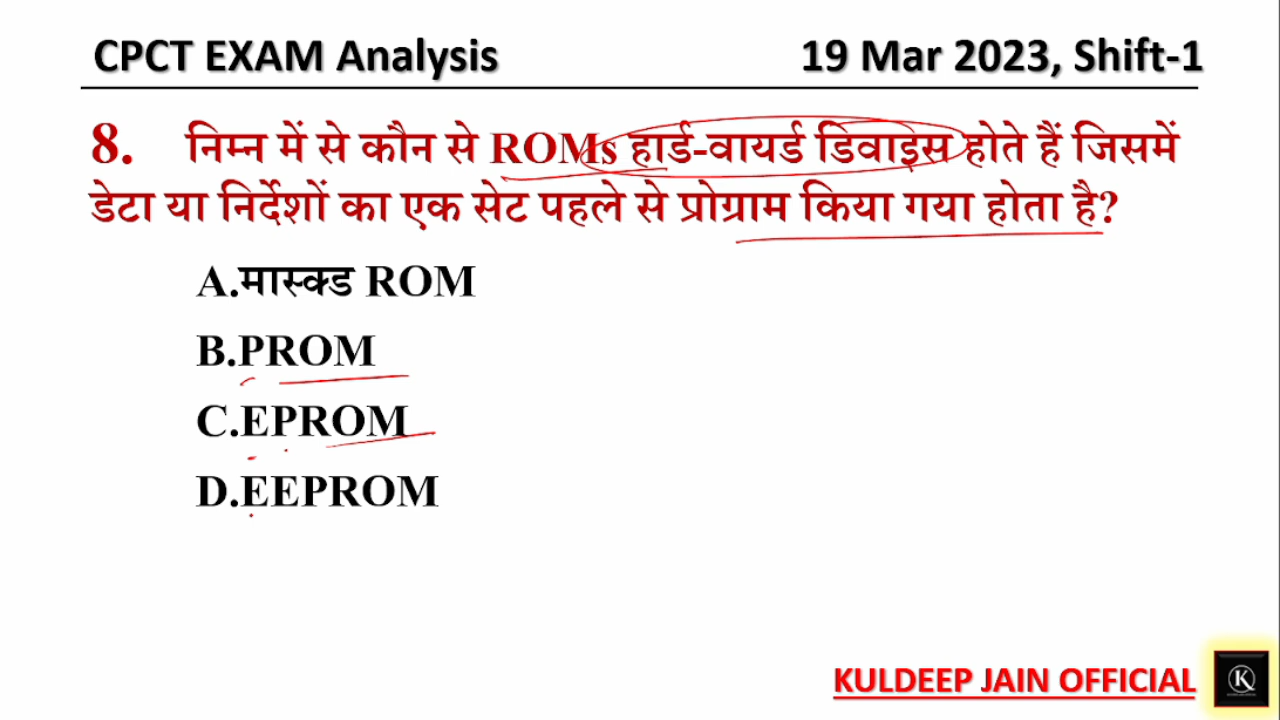 CPCT EXAM Analysis 19 Mar 2023, Shift-1
8. निम्न में से कौन से ROMs हार्ड-वायर्ड डिवाइस होते हैं जिसमें
डेटा या निर्देशों का एक सेट पहले से प्रोग्राम किया गया होता है?
A.मास्क्ड ROM
B.PROM
C.EPROM
D.EEPROM
KULDEEP JAIN OFFICIAL